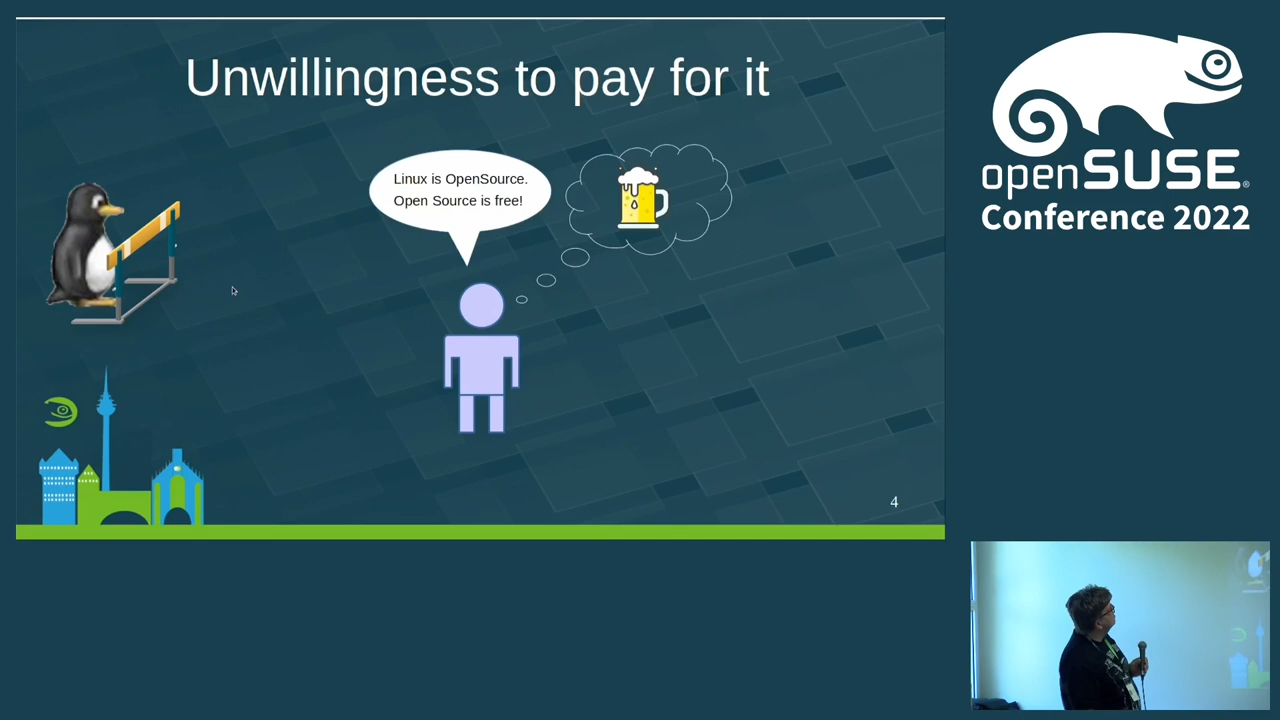 Unwillingness to pay for it
Linux is OpenSource.
Open Source is free!
4
openSUSE®
Conference 2022